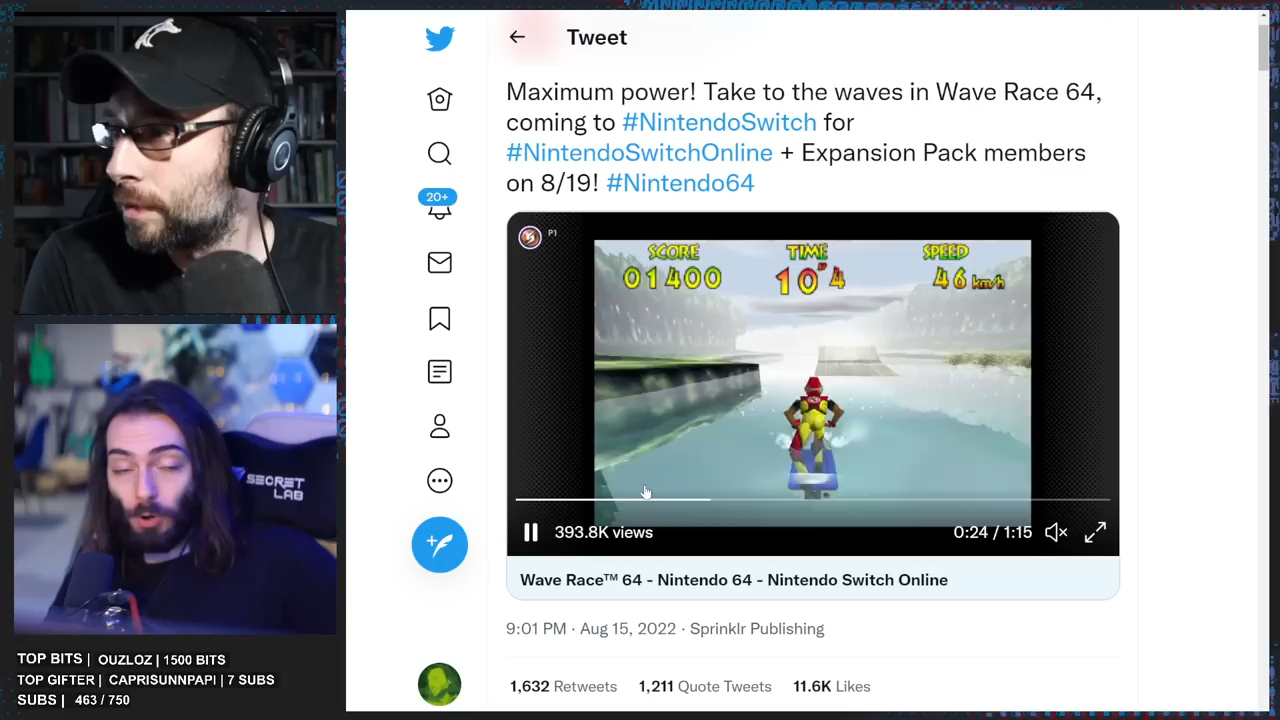 Tweet
Maximum power! Take to the waves in Wave Race 64,
coming to #NintendoSwitch for
#NintendoSwitchOnline + Expansion Pack members
on 8/19! #Nintendo64
20+
P1
SCORE TIME SPEED
01400 10"4 46 km/h
393.8K views 0:24 / 1:15
Wave Race™ 64 - Nintendo 64 - Nintendo Switch Online
9:01 PM · Aug 15, 2022 · Sprinklr Publishing
1,632 Retweets 1,211 Quote Tweets 11.6K Likes
SECRET
LAB
TOP BITS | OUZLOZ | 1500 BITS
TOP GIFTER | CAPRISUNNPAPI | 7 SUBS
SUBS | 463 / 750